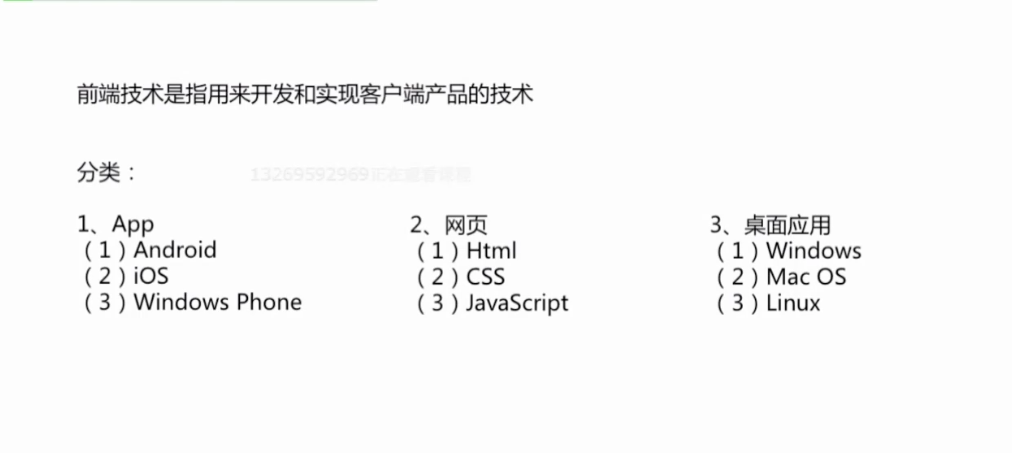 前端技术是指用来开发和实现客户端产品的技术
分类：
13269592969正在观看课程
1、App
（1）Android
（2）iOS
（3）Windows Phone
2、网页
（1）Html
（2）CSS
（3）JavaScript
3、桌面应用
（1）Windows
（2）Mac OS
（3）Linux